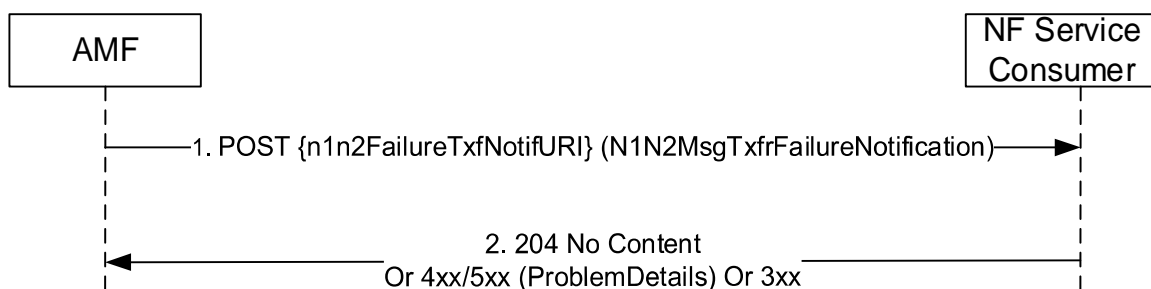 AMF
NF Service
Consumer
1. POST {n1n2FailureTxfNotifURI} (N1N2MsgTxfrFailureNotification)
2. 204 No Content
Or 4xx/5xx (ProblemDetails) Or 3xx